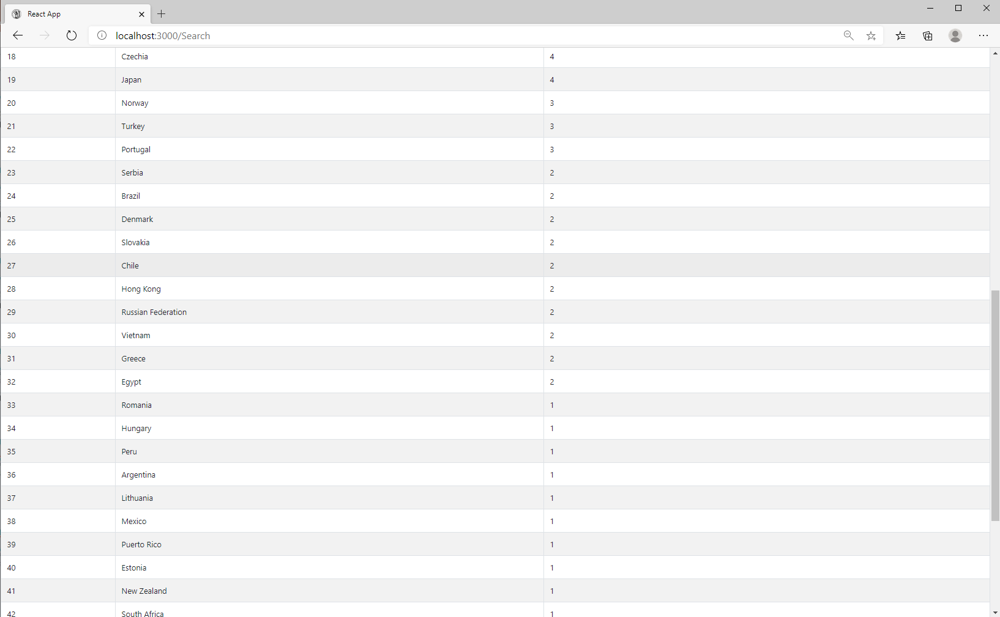 React App
localhost:3000/Search
18 Czechia 4
19 Japan 4
20 Norway 3
21 Turkey 3
22 Portugal 3
23 Serbia 2
24 Brazil 2
25 Denmark 2
26 Slovakia 2
27 Chile 2
28 Hong Kong 2
29 Russian Federation 2
30 Vietnam 2
31 Greece 2
32 Egypt 2
33 Romania 1
34 Hungary 1
35 Peru 1
36 Argentina 1
37 Lithuania 1
38 Mexico 1
39 Puerto Rico 1
40 Estonia 1
41 New Zealand 1
42 South Africa 1